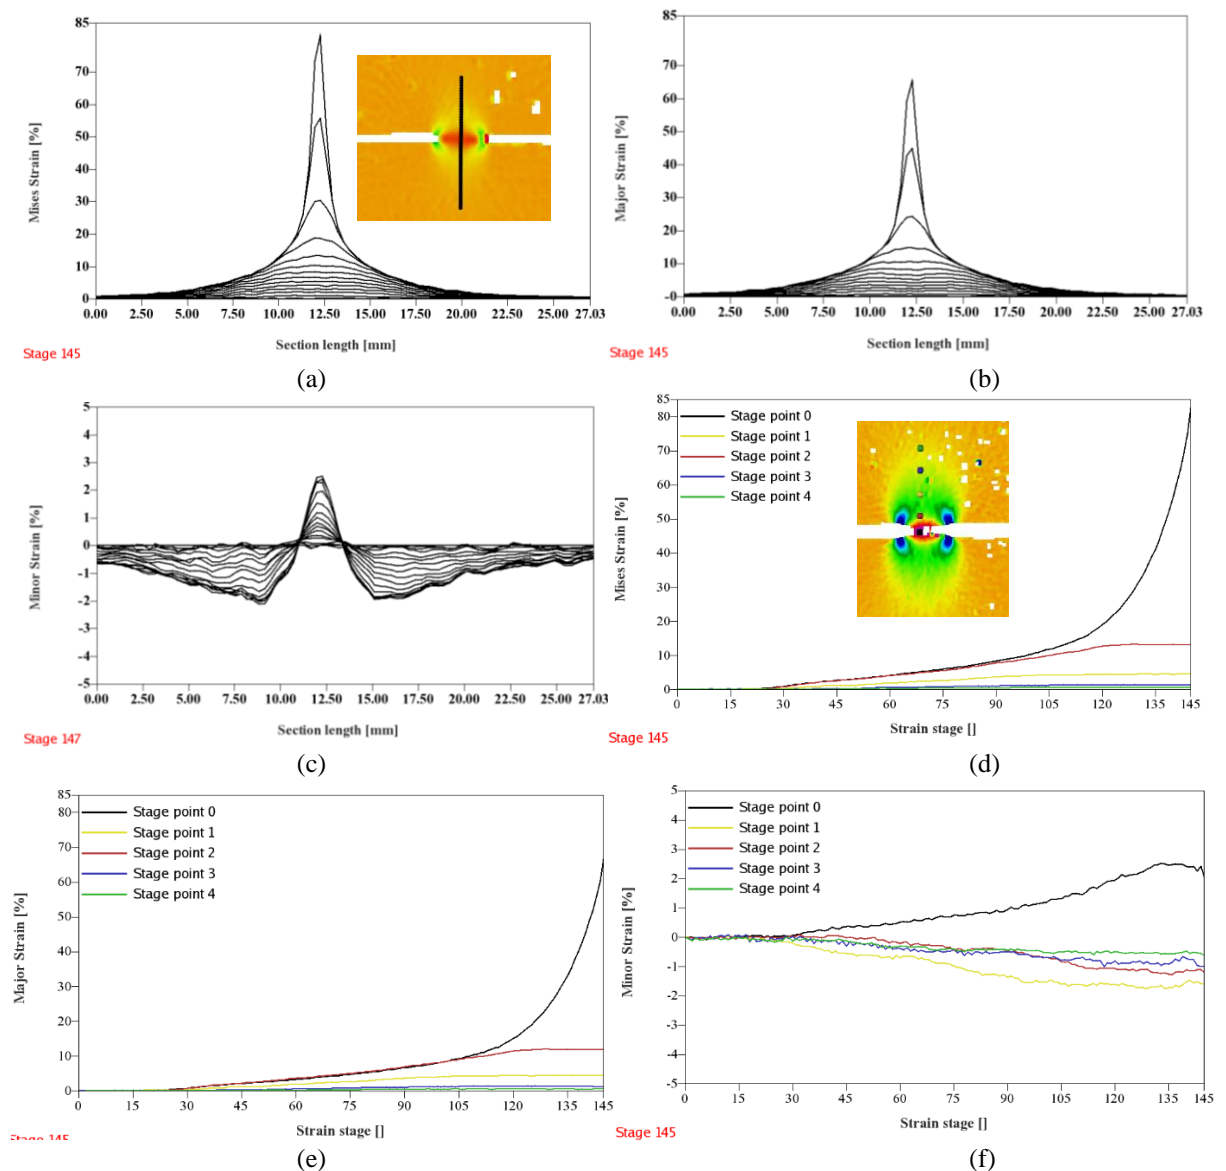 85
70
60
50
40
30
20
10
0
Mises Strain [%]
0.00 2.50 5.00 7.50 10.00 12.50 15.00 17.50 20.00 22.50 25.00 27.03
Section length [mm]
Stage 145
(a)
85
70
60
50
40
30
20
10
-0
Major Strain [%]
0.00 2.50 5.00 7.50 10.00 12.50 15.00 17.50 20.00 22.50 25.00 27.03
Section length [mm]
Stage 145
(b)
5
4
3
2
1
0
-1
-2
-3
-4
-5
Minor Strain [%]
0.00 2.50 5.00 7.50 10.00 12.50 15.00 17.50 20.00 22.50 25.00 27.03
Section length [mm]
Stage 147
(c)
85
80
70
60
50
40
30
20
10
0
Mises Strain [%]
Stage point 0
Stage point 1
Stage point 2
Stage point 3
Stage point 4
0 15 30 45 60 75 90 105 120 135 145
Strain stage []
Stage 145
(d)
85
80
70
60
50
40
30
20
10
0
Major Strain [%]
Stage point 0
Stage point 1
Stage point 2
Stage point 3
Stage point 4
0 15 30 45 60 75 90 105 120 135 145
Strain stage []
Stage 145
(e)
5
4
3
2
1
0
-1
-2
-3
-4
-5
Minor Strain [%]
Stage point 0
Stage point 1
Stage point 2
Stage point 3
Stage point 4
0 15 30 45 60 75 90 105 120 135 145
Strain stage []
Stage 145
(f)